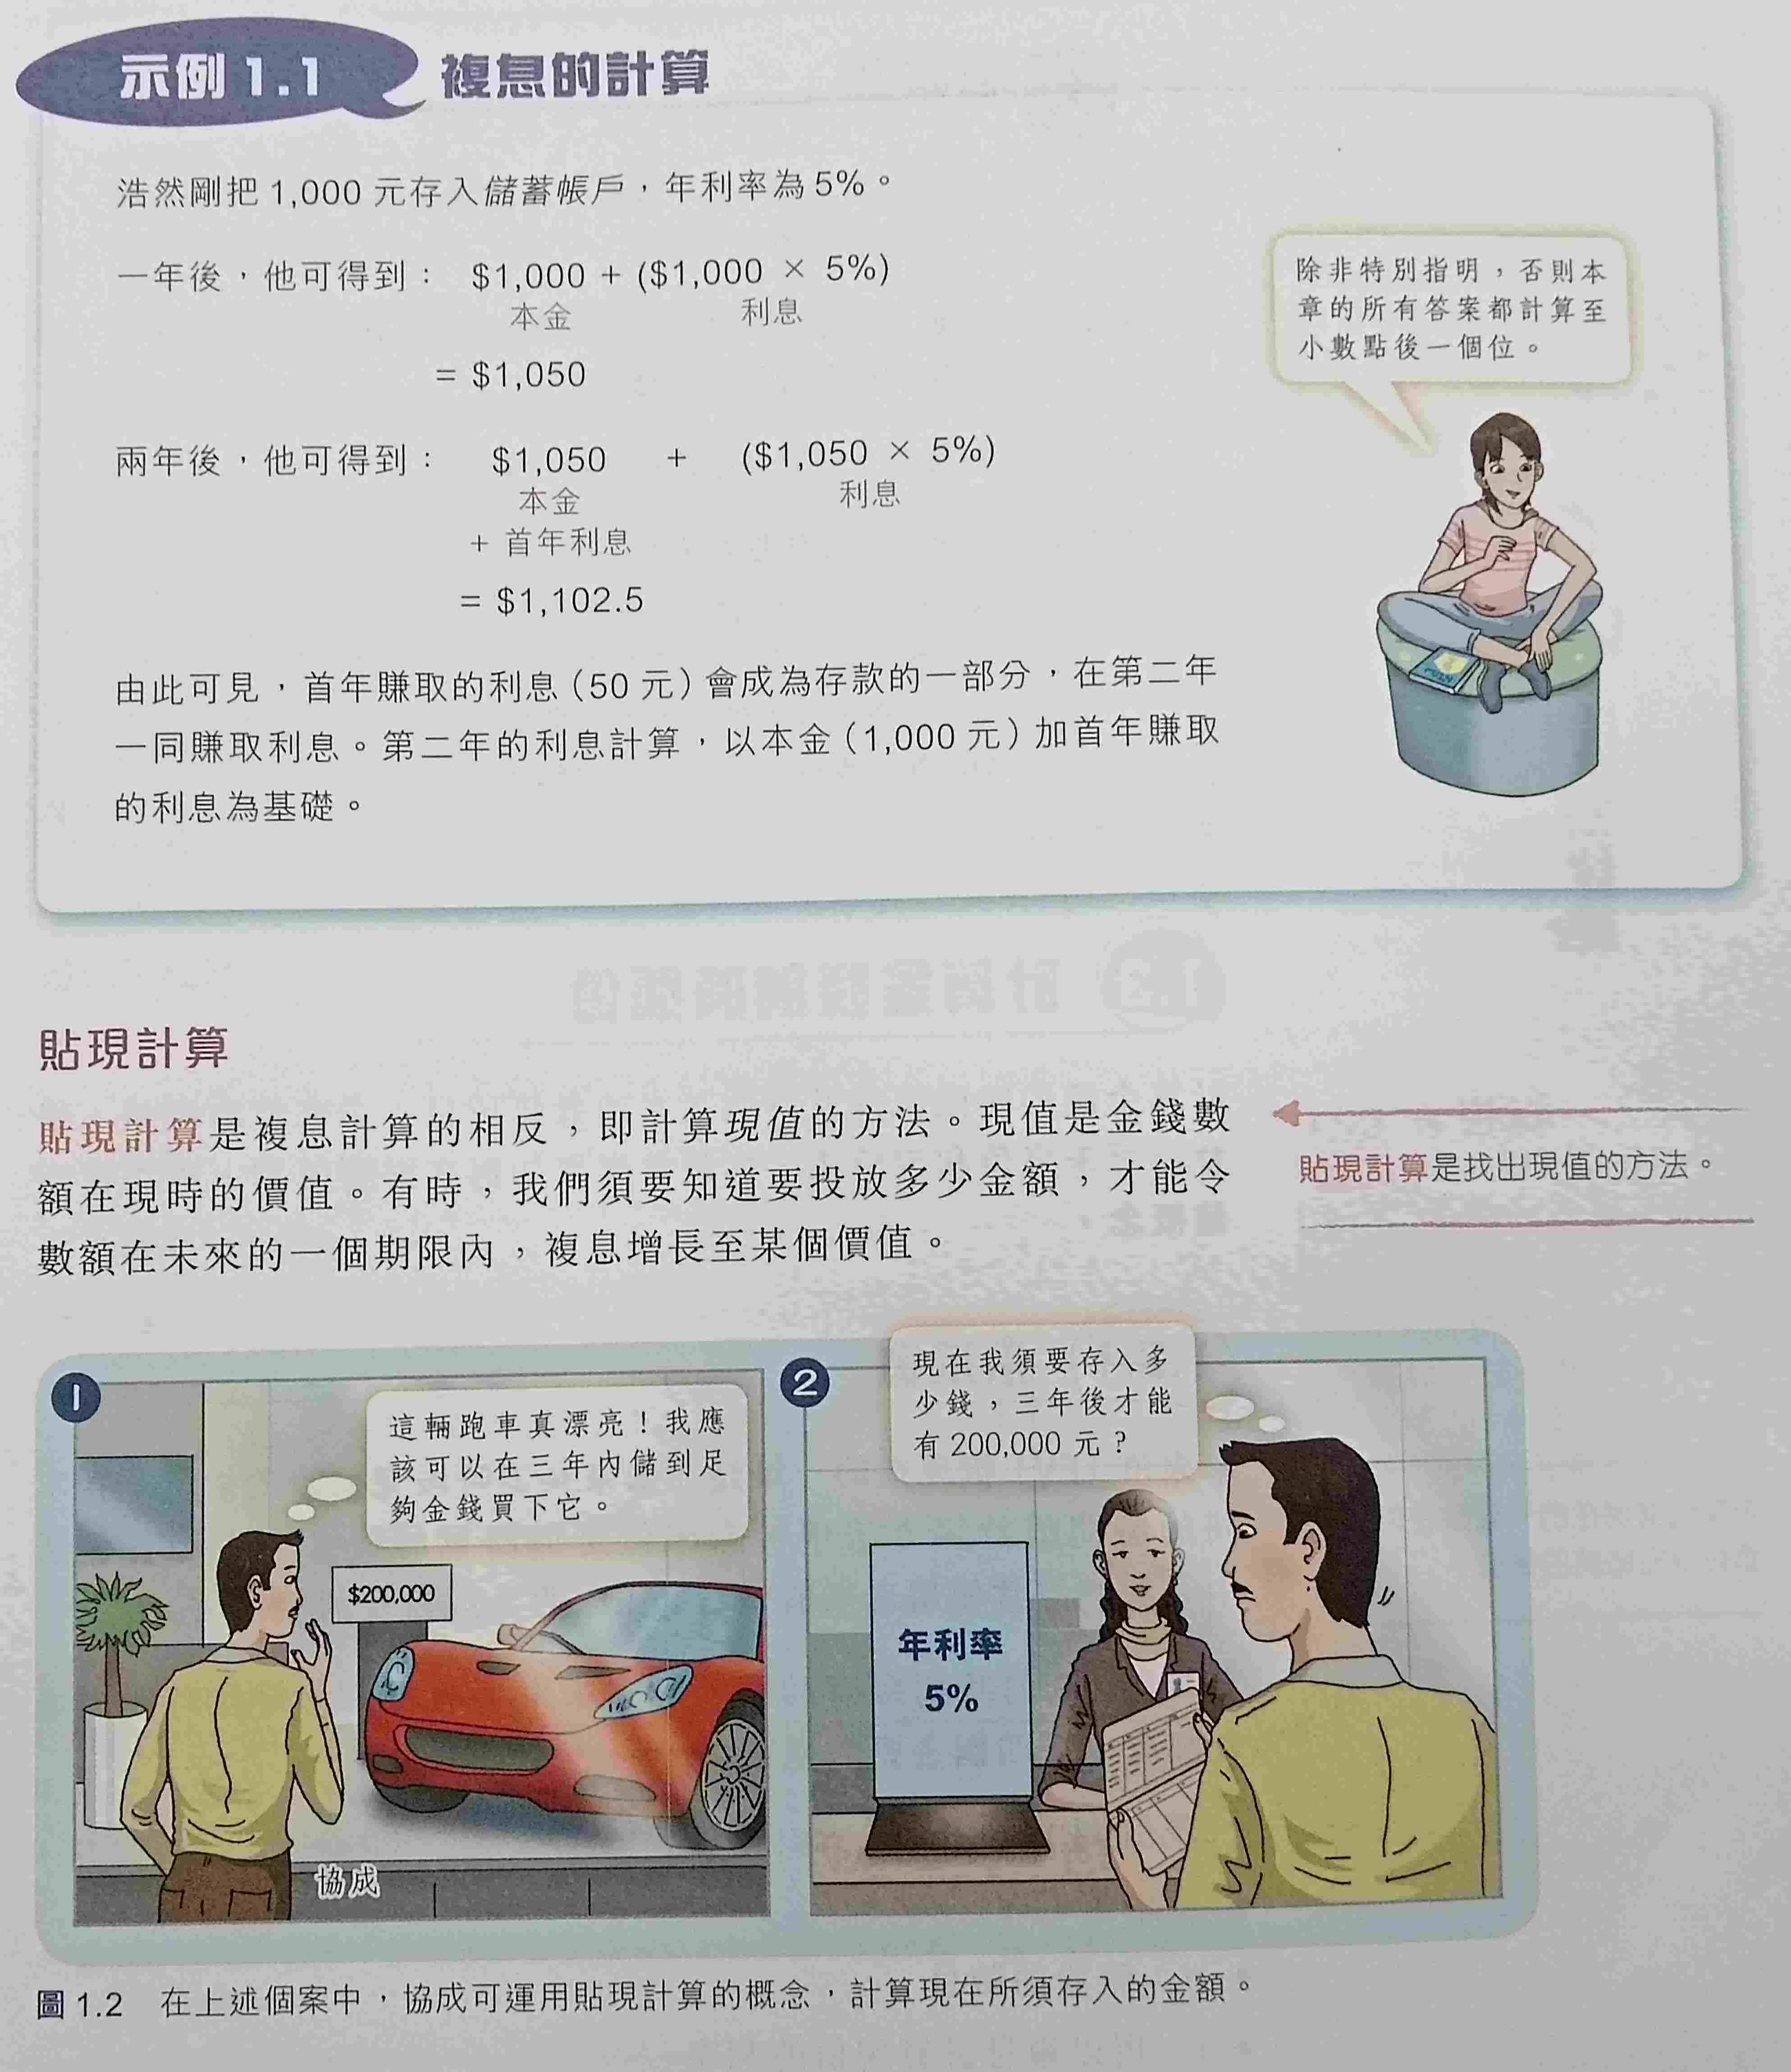 示例 1.1 複息的計算
浩然剛把 1,000 元存入儲蓄帳戶，年利率為 5%。
一年後，他可得到： $1,000 + ($1,000 × 5%)
本金 利息
= $1,050
除非特別指明，否則本
章的所有答案都計算至
小數點後一個位。
兩年後，他可得到： $1,050 + ($1,050 × 5%)
本金 利息
+ 首年利息
= $1,102.5
由此可見，首年賺取的利息（50 元）會成為存款的一部分，在第二年
一同賺取利息。第二年的利息計算，以本金（1,000 元）加首年賺取
的利息為基礎。
貼現計算
貼現計算是複息計算的相反，即計算現值的方法。現值是金錢數
額在現時的價值。有時，我們須要知道要投放多少金額，才能令
數額在未來的一個期限內，複息增長至某個價值。
貼現計算是找出現值的方法。
1
這輛跑車真漂亮！我應
該可以在三年內儲到足
夠金錢買下它。
$200,000
協成
2
現在我須要存入多
少錢，三年後才能
有 200,000 元？
年利率
5%
圖 1.2 在上述個案中，協成可運用貼現計算的概念，計算現在所須存入的金額。